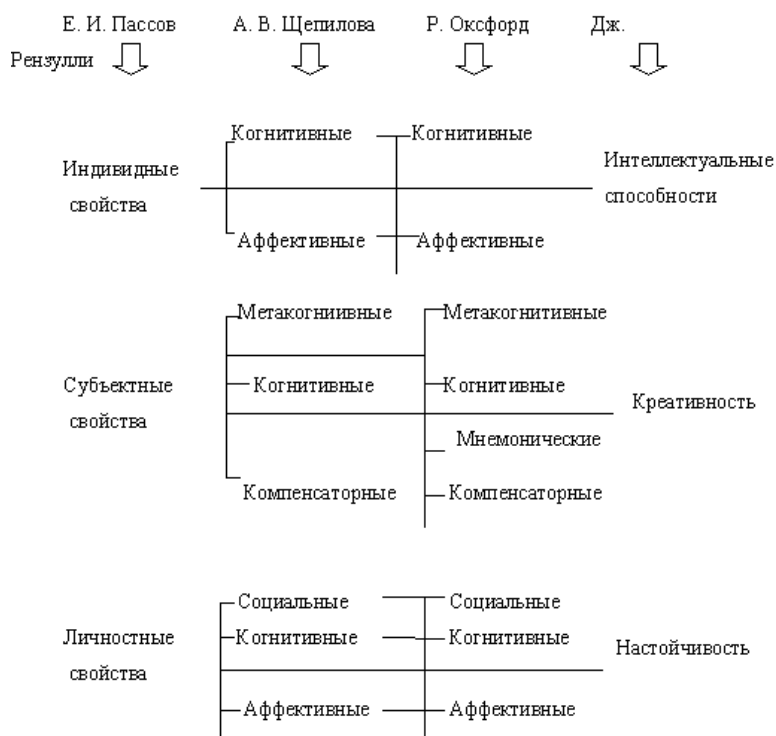 Е. И. Пассов А. В. Щепилова Р. Оксфорд Дж.
Рензулли
Когнитивные Когнитивные
Индивидные
свойства
Интеллектуальные
способности
Аффективные Аффективные
Метакогниивные Метакогнитивные
Субъектные
свойства
Когнитивные Когнитивные
Креативность
Мнемонические
Компенсаторные Компенсаторные
Социальные Социальные
Личностные
свойства
Когнитивные Когнитивные
Настойчивость
Аффективные Аффективные